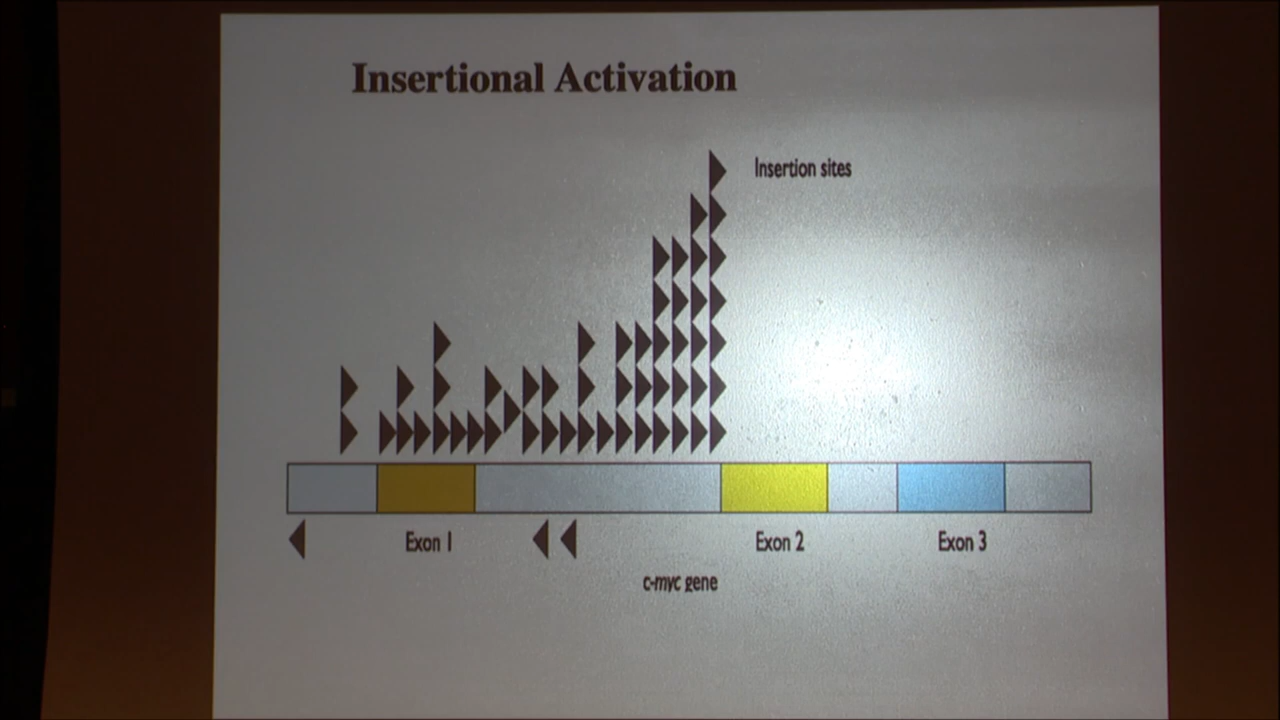 Insertional Activation
Insertion sites
Exon 1
Exon 2
Exon 3
c-myc gene